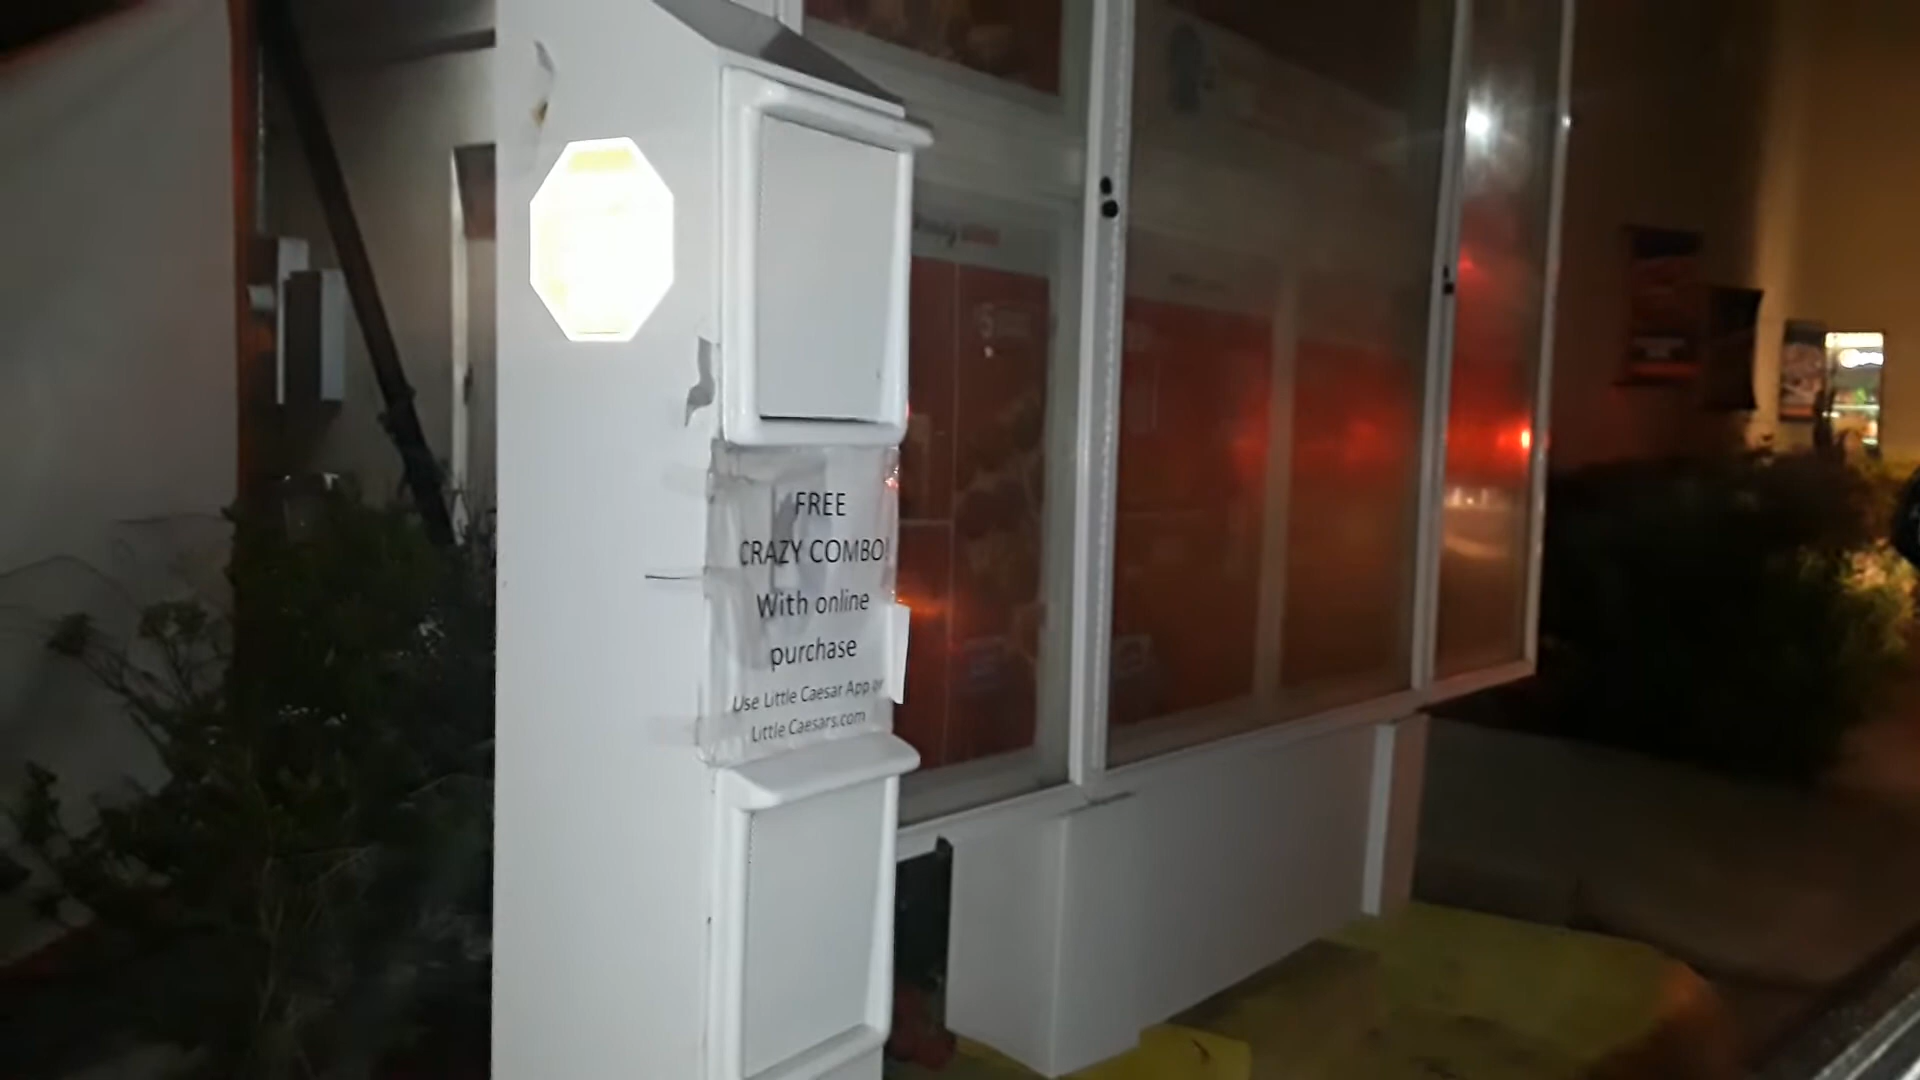 FREE
CRAZY COMBO!
With online
purchase
Use Little Caesar App or
Little Caesars.com